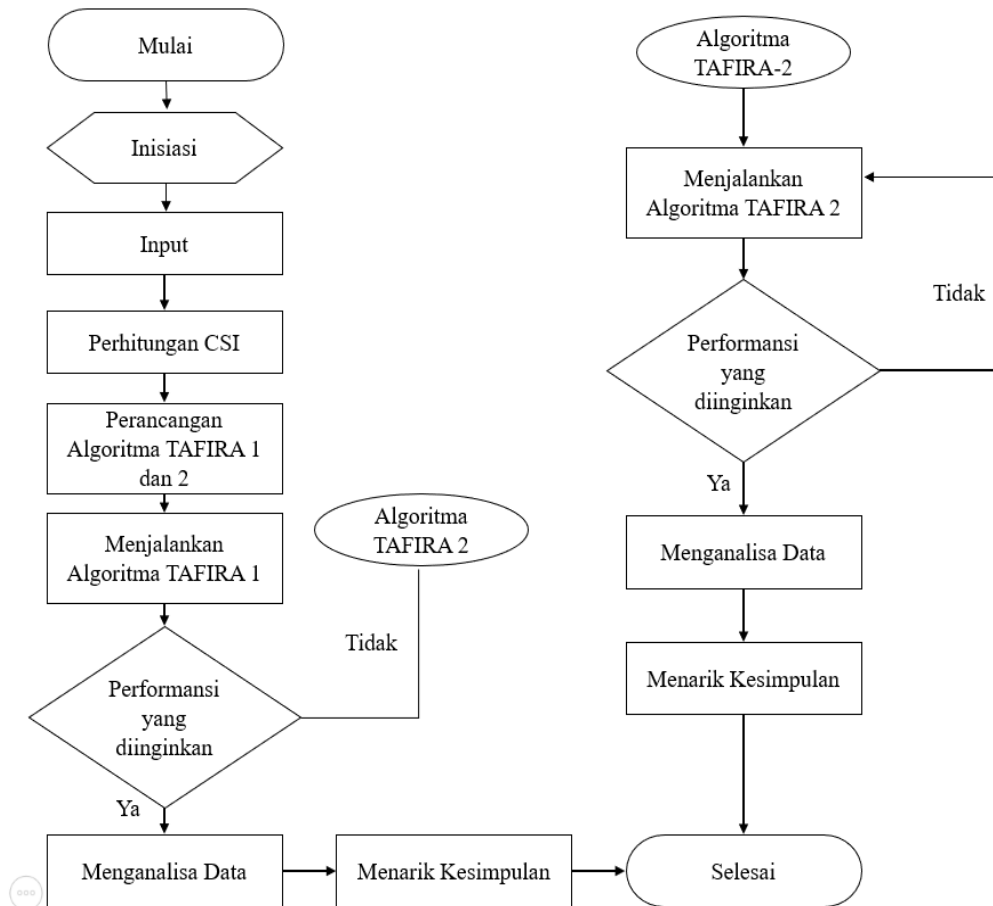 Mulai
Inisiasi
Input
Perhitungan CSI
Perancangan
Algoritma TAFIRA 1
dan 2
Menjalankan
Algoritma TAFIRA 1
Performansi
yang
diinginkan
Tidak
Algoritma
TAFIRA 2
Ya
Menganalisa Data
Menarik Kesimpulan
Algoritma
TAFIRA-2
Menjalankan
Algoritma TAFIRA 2
Performansi
yang
diinginkan
Tidak
Ya
Menganalisa Data
Menarik Kesimpulan
Selesai